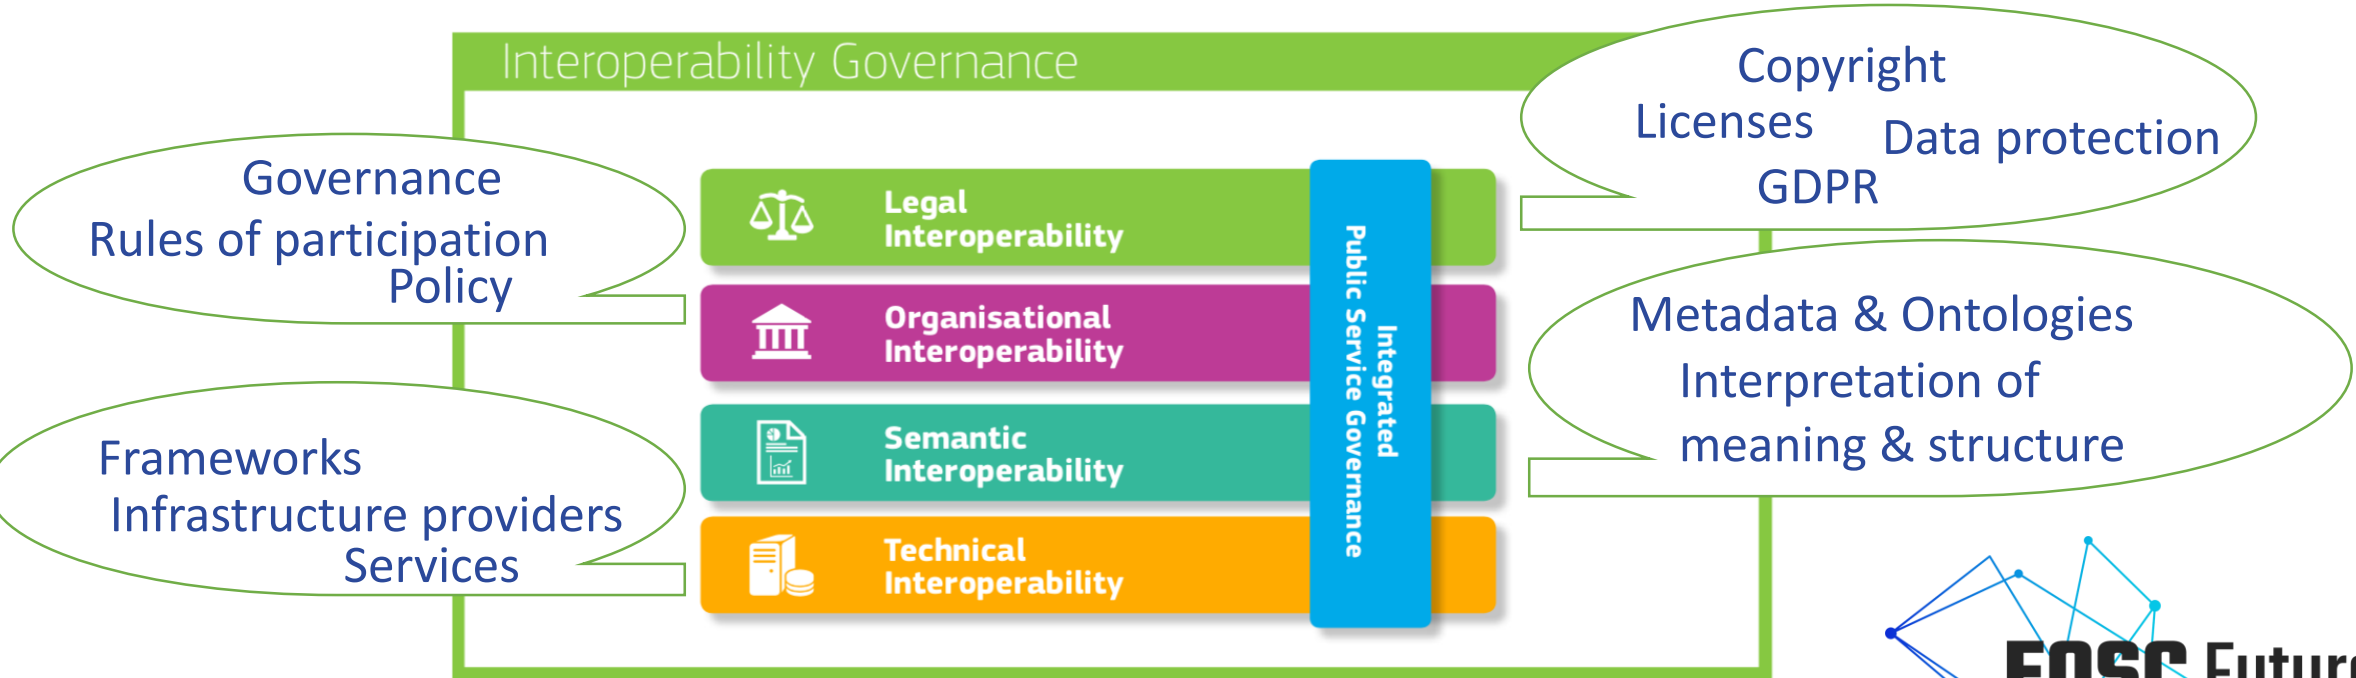 Interoperability Governance
Governance
Rules of participation
Policy
Frameworks
Infrastructure providers
Services
Legal
Interoperability
Organisational
Interoperability
Semantic
Interoperability
Technical
Interoperability
Integrated
Public Service Governance
Copyright
Licenses
Data protection
GDPR
Metadata & Ontologies
Interpretation of
meaning & structure
EOSC Future